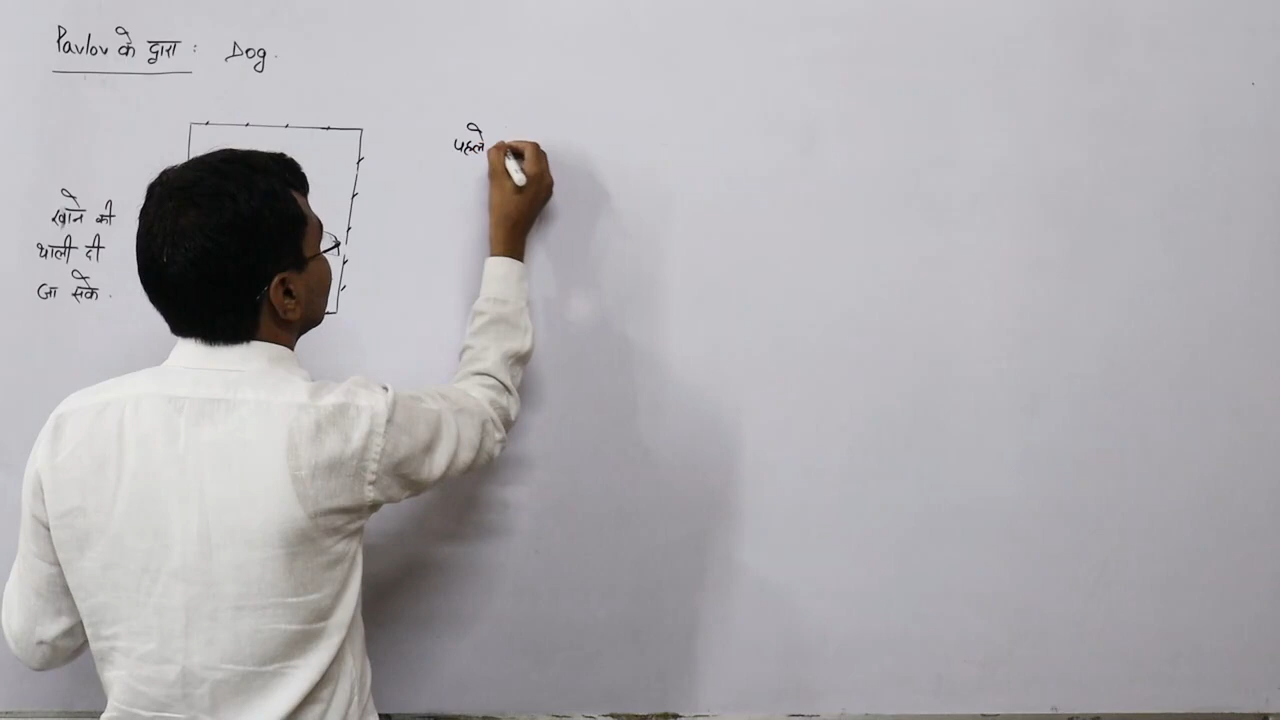 Pavlov के द्वारा : Dog.
खाने की
थाली दी
जा सके .
पहले